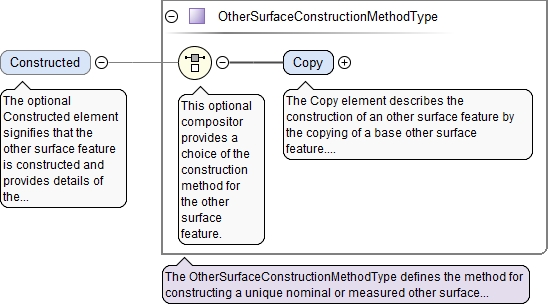 OtherSurfaceConstructionMethodType
Constructed
Copy
The optional
Constructed element
signifies that the
other surface feature
is constructed and
provides details of
the...
This optional
compositor
provides a
choice of the
construction
method for
the other
surface
feature.
The Copy element describes the
construction of an other surface feature by
the copying of a base other surface
feature....
The OtherSurfaceConstructionMethodType defines the method for
constructing a unique nominal or measured other surface...